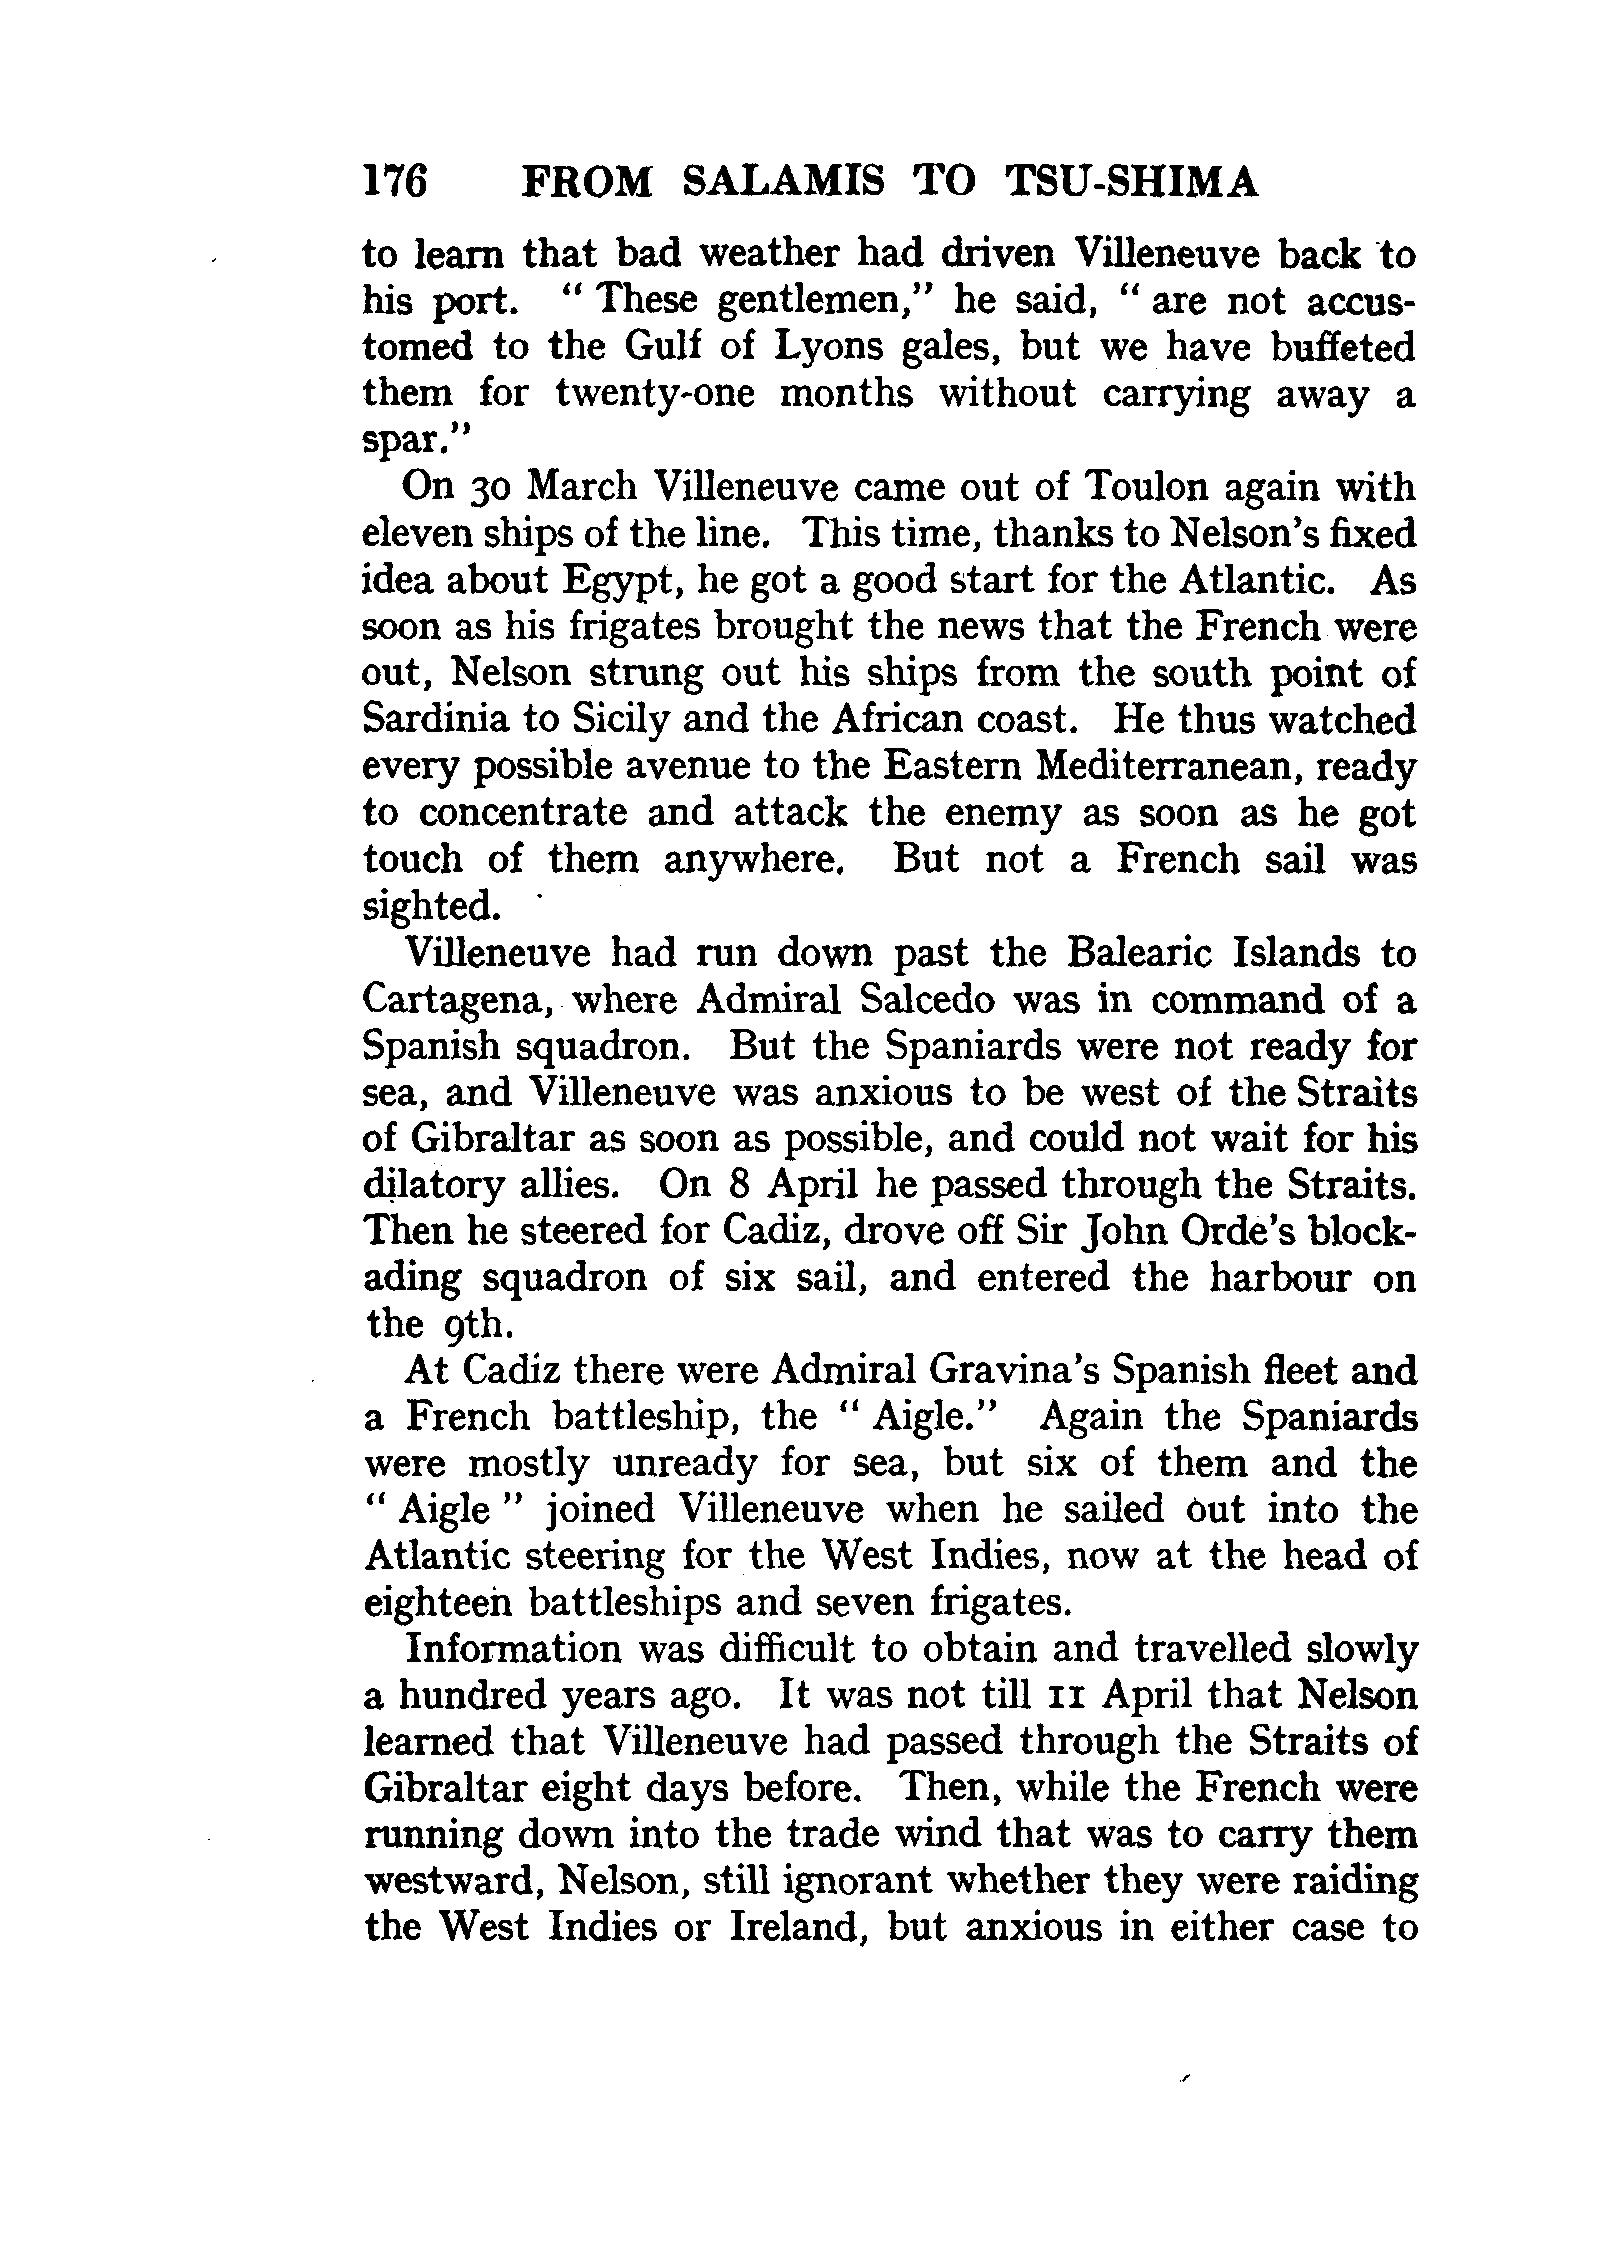 176 FROM SALAMIS TO TSU-SHIMA
to learn that bad weather had driven Villeneuve back to
his port. “ These gentlemen,” he said, “ are not accus-
tomed to the Gulf of Lyons gales, but we have buffeted
them for twenty-one months without carrying away a
spar.”
On 30 March Villeneuve came out of Toulon again with
eleven ships of the line. This time, thanks to Nelson’s fixed
idea about Egypt, he got a good start for the Atlantic. As
soon as his frigates brought the news that the French were
out, Nelson strung out his ships from the south point of
Sardinia to Sicily and the African coast. He thus watched
every possible avenue to the Eastern Mediterranean, ready
to concentrate and attack the enemy as soon as he got
touch of them anywhere. But not a French sail was
sighted.
Villeneuve had run down past the Balearic Islands to
Cartagena, where Admiral Salcedo was in command of a
Spanish squadron. But the Spaniards were not ready for
sea, and Villeneuve was anxious to be west of the Straits
of Gibraltar as soon as possible, and could not wait for his
dilatory allies. On 8 April he passed through the Straits.
Then he steered for Cadiz, drove off Sir John Orde’s block-
ading squadron of six sail, and entered the harbour on
the 9th.
At Cadiz there were Admiral Gravina’s Spanish fleet and
a French battleship, the “ Aigle.” Again the Spaniards
were mostly unready for sea, but six of them and the
“ Aigle ” joined Villeneuve when he sailed out into the
Atlantic steering for the West Indies, now at the head of
eighteen battleships and seven frigates.
Information was difficult to obtain and travelled slowly
a hundred years ago. It was not till 11 April that Nelson
learned that Villeneuve had passed through the Straits of
Gibraltar eight days before. Then, while the French were
running down into the trade wind that was to carry them
westward, Nelson, still ignorant whether they were raiding
the West Indies or Ireland, but anxious in either case to